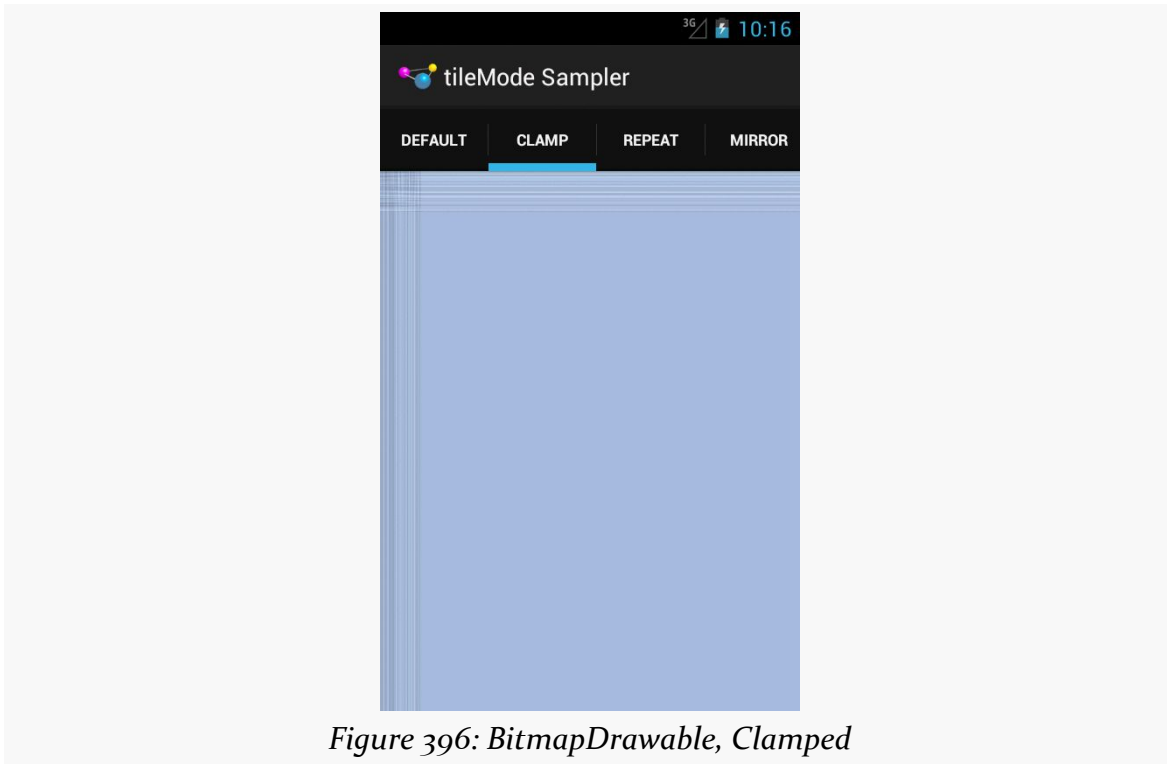 3G 10:16
tileMode Sampler
DEFAULT CLAMP REPEAT MIRROR
Figure 396: BitmapDrawable, Clamped